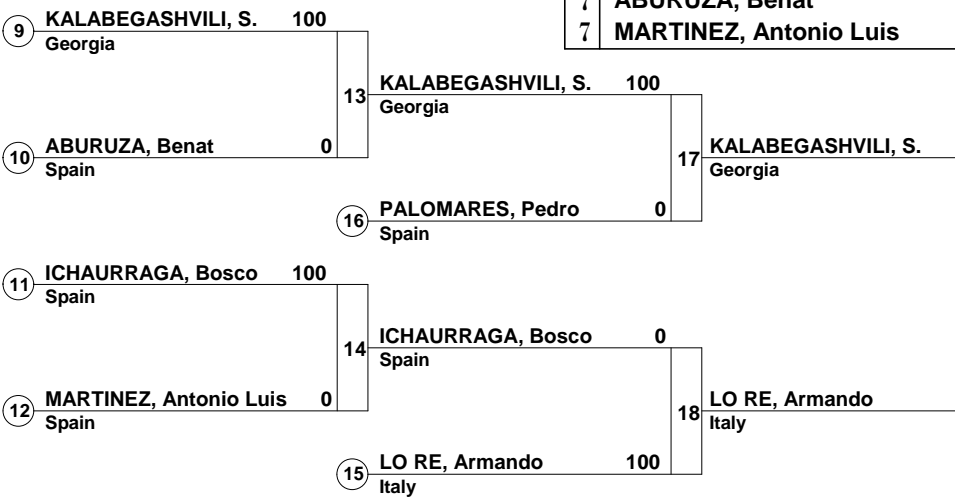 7 ABURUZA, Benat
7 MARTINEZ, Antonio Luis
9 KALABEGASHVILI, S. 100
Georgia
13 KALABEGASHVILI, S. 100
Georgia
10 ABURUZA, Benat 0
Spain
17 KALABEGASHVILI, S.
Georgia
16 PALOMARES, Pedro 0
Spain
11 ICHAURRAGA, Bosco 100
Spain
14 ICHAURRAGA, Bosco 0
Spain
12 MARTINEZ, Antonio Luis 0
Spain
18 LO RE, Armando
Italy
15 LO RE, Armando 100
Italy